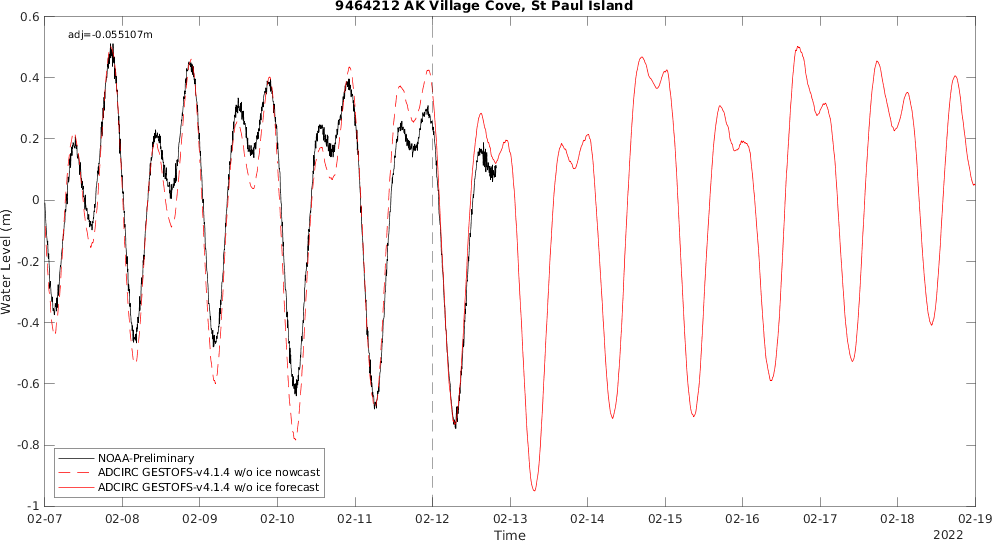 9464212 AK Village Cove, St Paul Island
adj=-0.055107m
0.6
0.4
0.2
0
-0.2
-0.4
-0.6
-0.8
-1
Water Level (m)
NOAA-Preliminary
ADCIRC GESTOFS-v4.1.4 w/o ice nowcast
ADCIRC GESTOFS-v4.1.4 w/o ice forecast
02-07 02-08 02-09 02-10 02-11 02-12 02-13 02-14 02-15 02-16 02-17 02-18 02-19
Time
2022